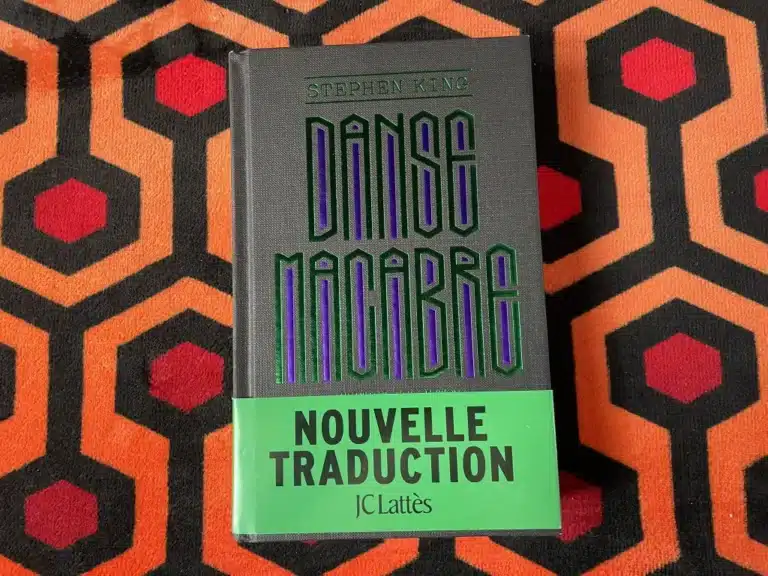 STEPHEN KING
DANSE
MACABRE
NOUVELLE
TRADUCTION
JC Lattès